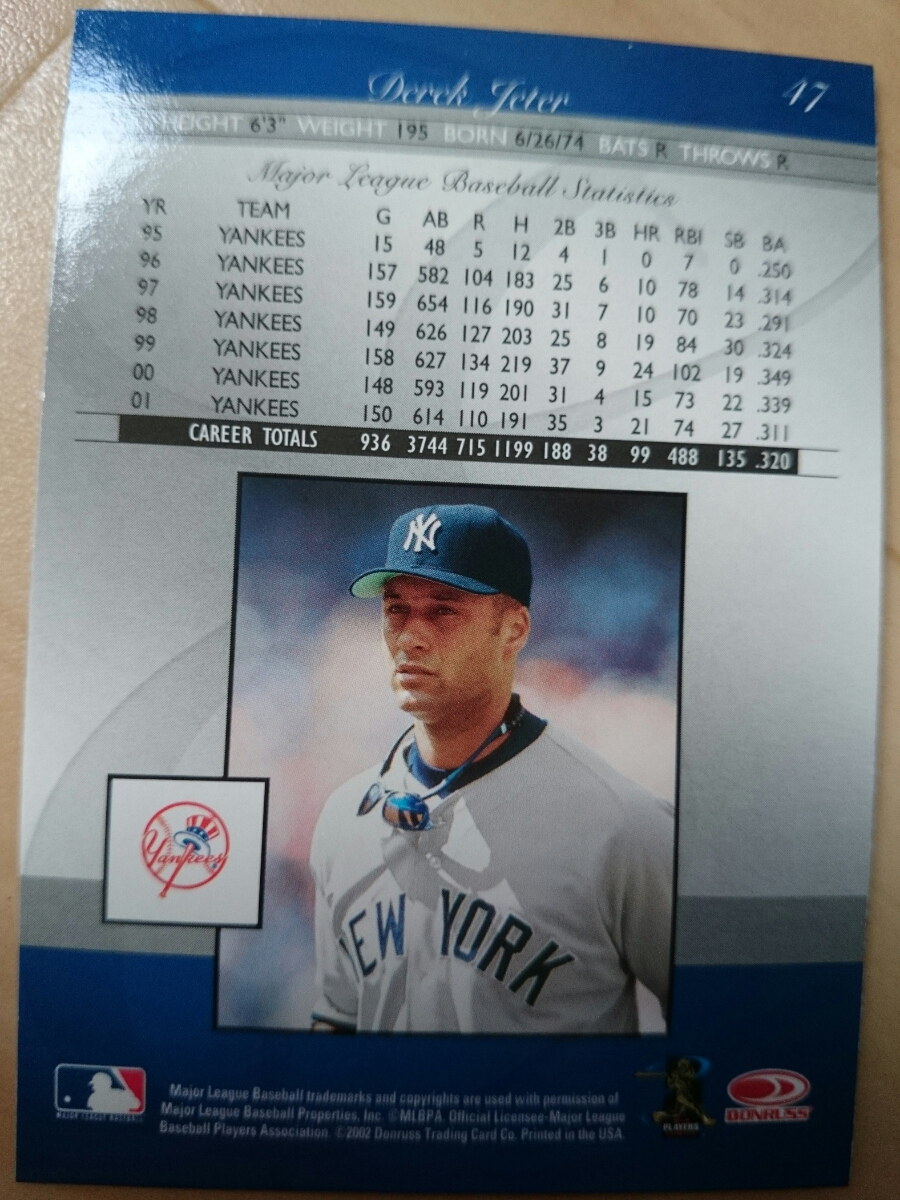 Derek Jeter 47
HEIGHT 6'3" WEIGHT 195 BORN 6/26/74 BATS R THROWS R
Major League Baseball Statistics
YR TEAM G AB R H 2B 3B HR RBI SB BA
95 YANKEES 15 48 5 12 4 1 0 7 0 .250
96 YANKEES 157 582 104 183 25 6 10 78 14 .314
97 YANKEES 159 654 116 190 31 7 10 70 23 .291
98 YANKEES 149 626 127 203 25 8 19 84 30 .324
99 YANKEES 158 627 134 219 37 9 24 102 19 .349
00 YANKEES 148 593 119 201 31 4 15 73 22 .339
01 YANKEES 150 614 110 191 35 3 21 74 27 .311
CAREER TOTALS 936 3744 715 1199 188 38 99 488 135 .320
NY
Yankees
NEW YORK
Major League Baseball trademarks and copyrights are used with permission of
Major League Baseball Properties, Inc. © MLBPA. Official Licensee-Major League
Baseball Players Association. ©2002 Donruss Trading Card Co. Printed in the USA.
MAJOR LEAGUE BASEBALL
PLAYERS
DONRUSS